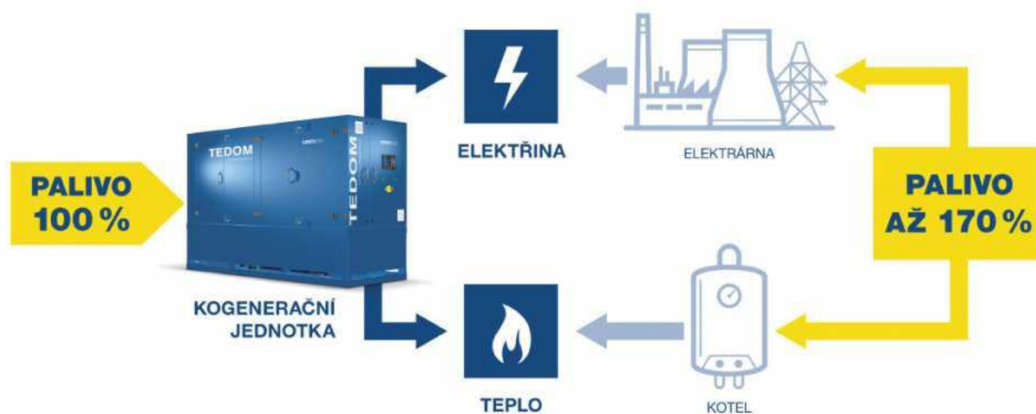 PALIVO
100 %
TEDOM
TEDOM
KOGENERAČNÍ
JEDNOTKA
ELEKTŘINA
TEPLO
ELEKTRÁRNA
KOTEL
PALIVO
AŽ 170 %